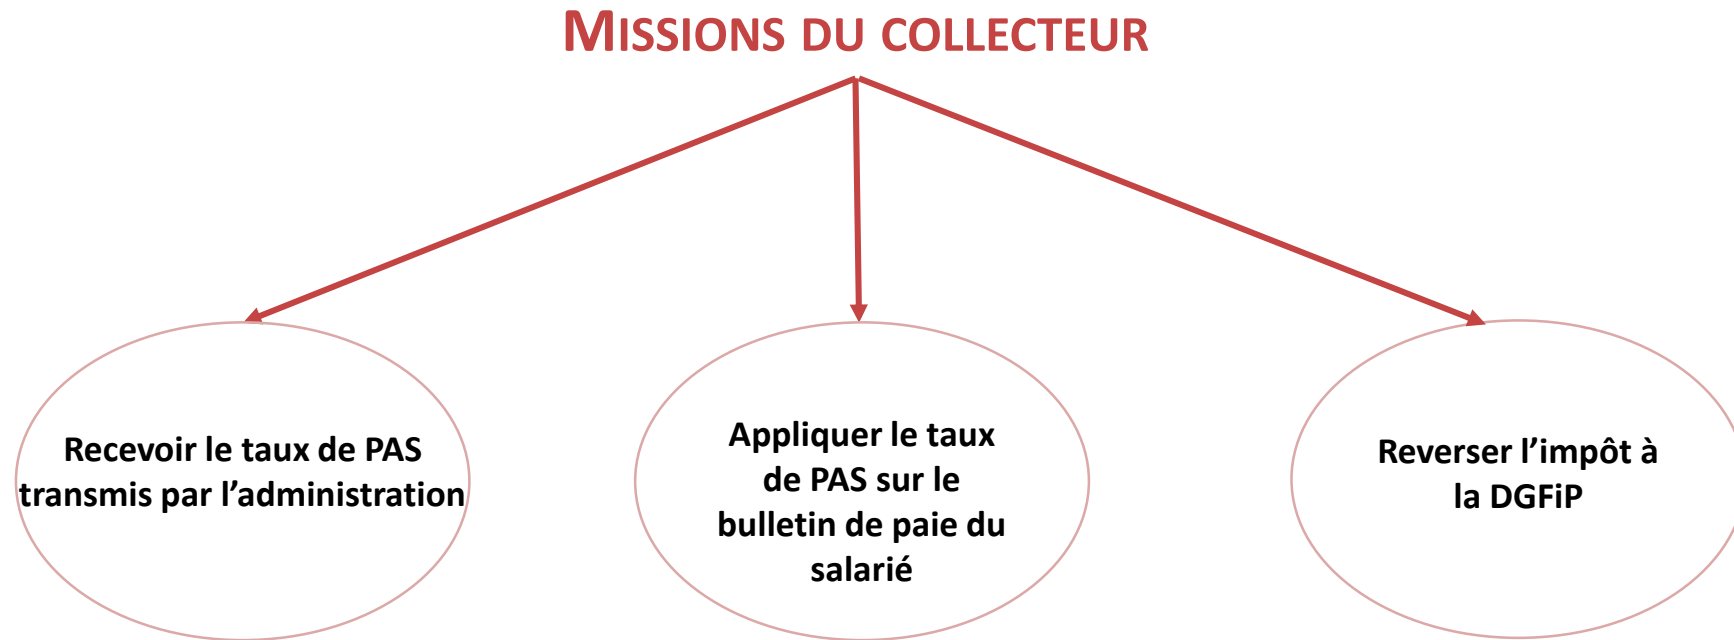 MISSIONS DU COLLECTEUR
Recevoir le taux de PAS
transmis par l’administration
Appliquer le taux
de PAS sur le
bulletin de paie du
salarié
Reverser l’impôt à
la DGFiP